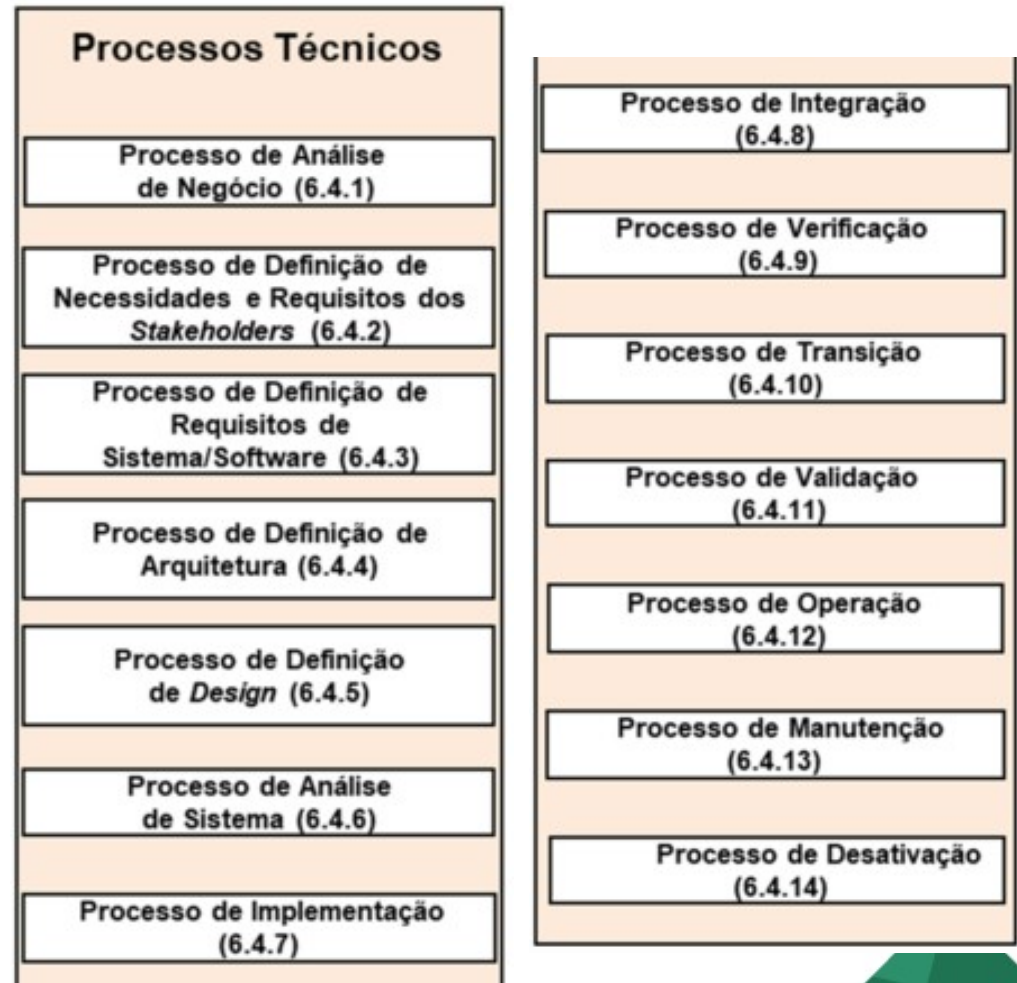 Processos Técnicos
Processo de Análise
de Negócio (6.4.1)
Processo de Definição de
Necessidades e Requisitos dos
Stakeholders (6.4.2)
Processo de Definição de
Requisitos de
Sistema/Software (6.4.3)
Processo de Definição de
Arquitetura (6.4.4)
Processo de Definição
de Design (6.4.5)
Processo de Análise
de Sistema (6.4.6)
Processo de Implementação
(6.4.7)
Processo de Integração
(6.4.8)
Processo de Verificação
(6.4.9)
Processo de Transição
(6.4.10)
Processo de Validação
(6.4.11)
Processo de Operação
(6.4.12)
Processo de Manutenção
(6.4.13)
Processo de Desativação
(6.4.14)